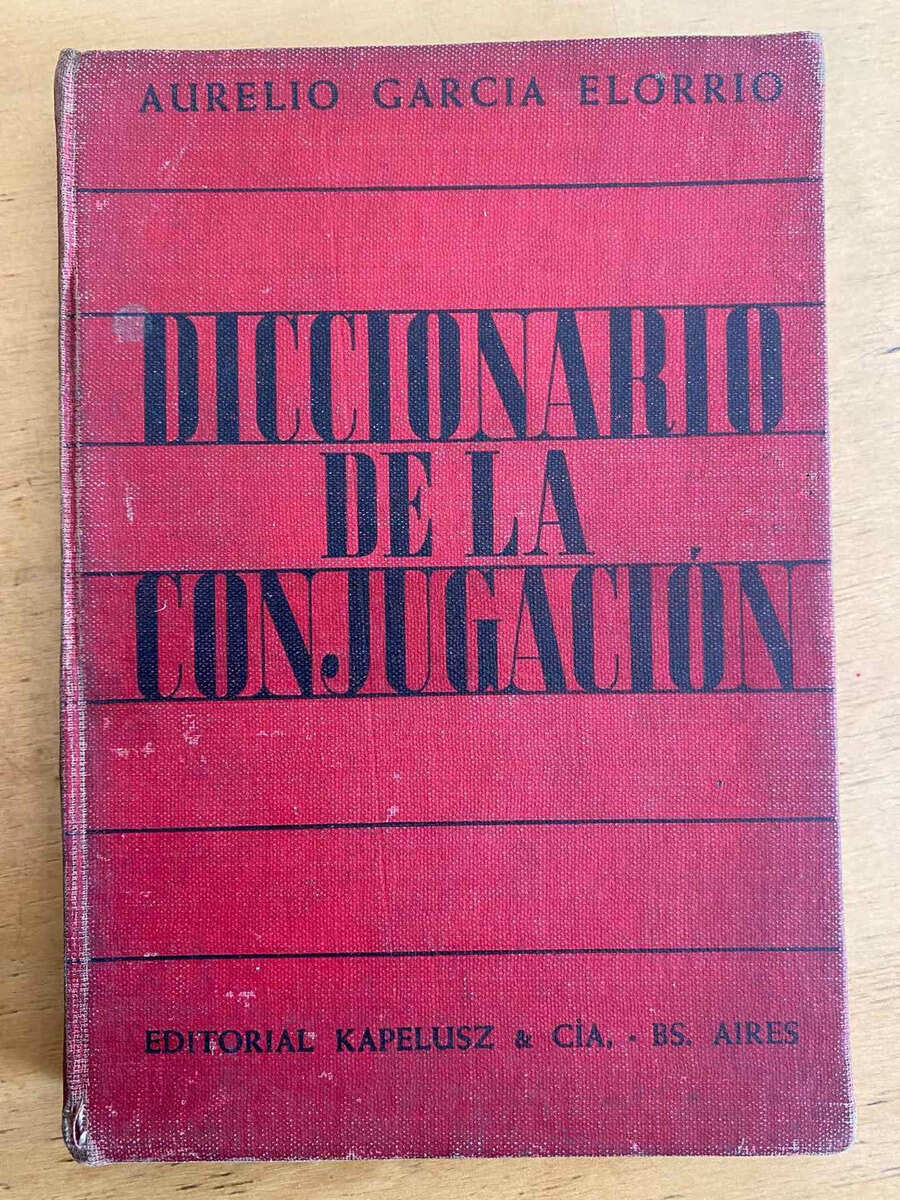 AURELIO GARCIA ELORRIO
DICCIONARIO
DE LA
CONJUGACIÓN
EDITORIAL KAPELUSZ & CÍA. - BS. AIRES